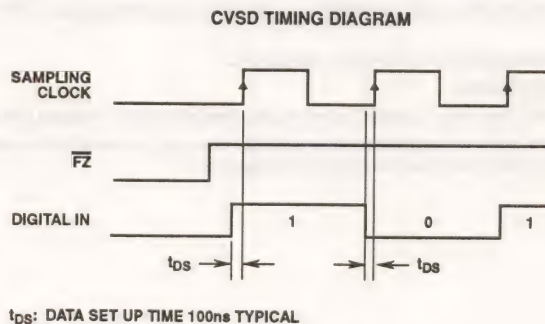 CVSD TIMING DIAGRAM
SAMPLING
CLOCK
FZ
DIGITAL IN
1
0
1
tDS
tDS
tDS: DATA SET UP TIME 100ns TYPICAL